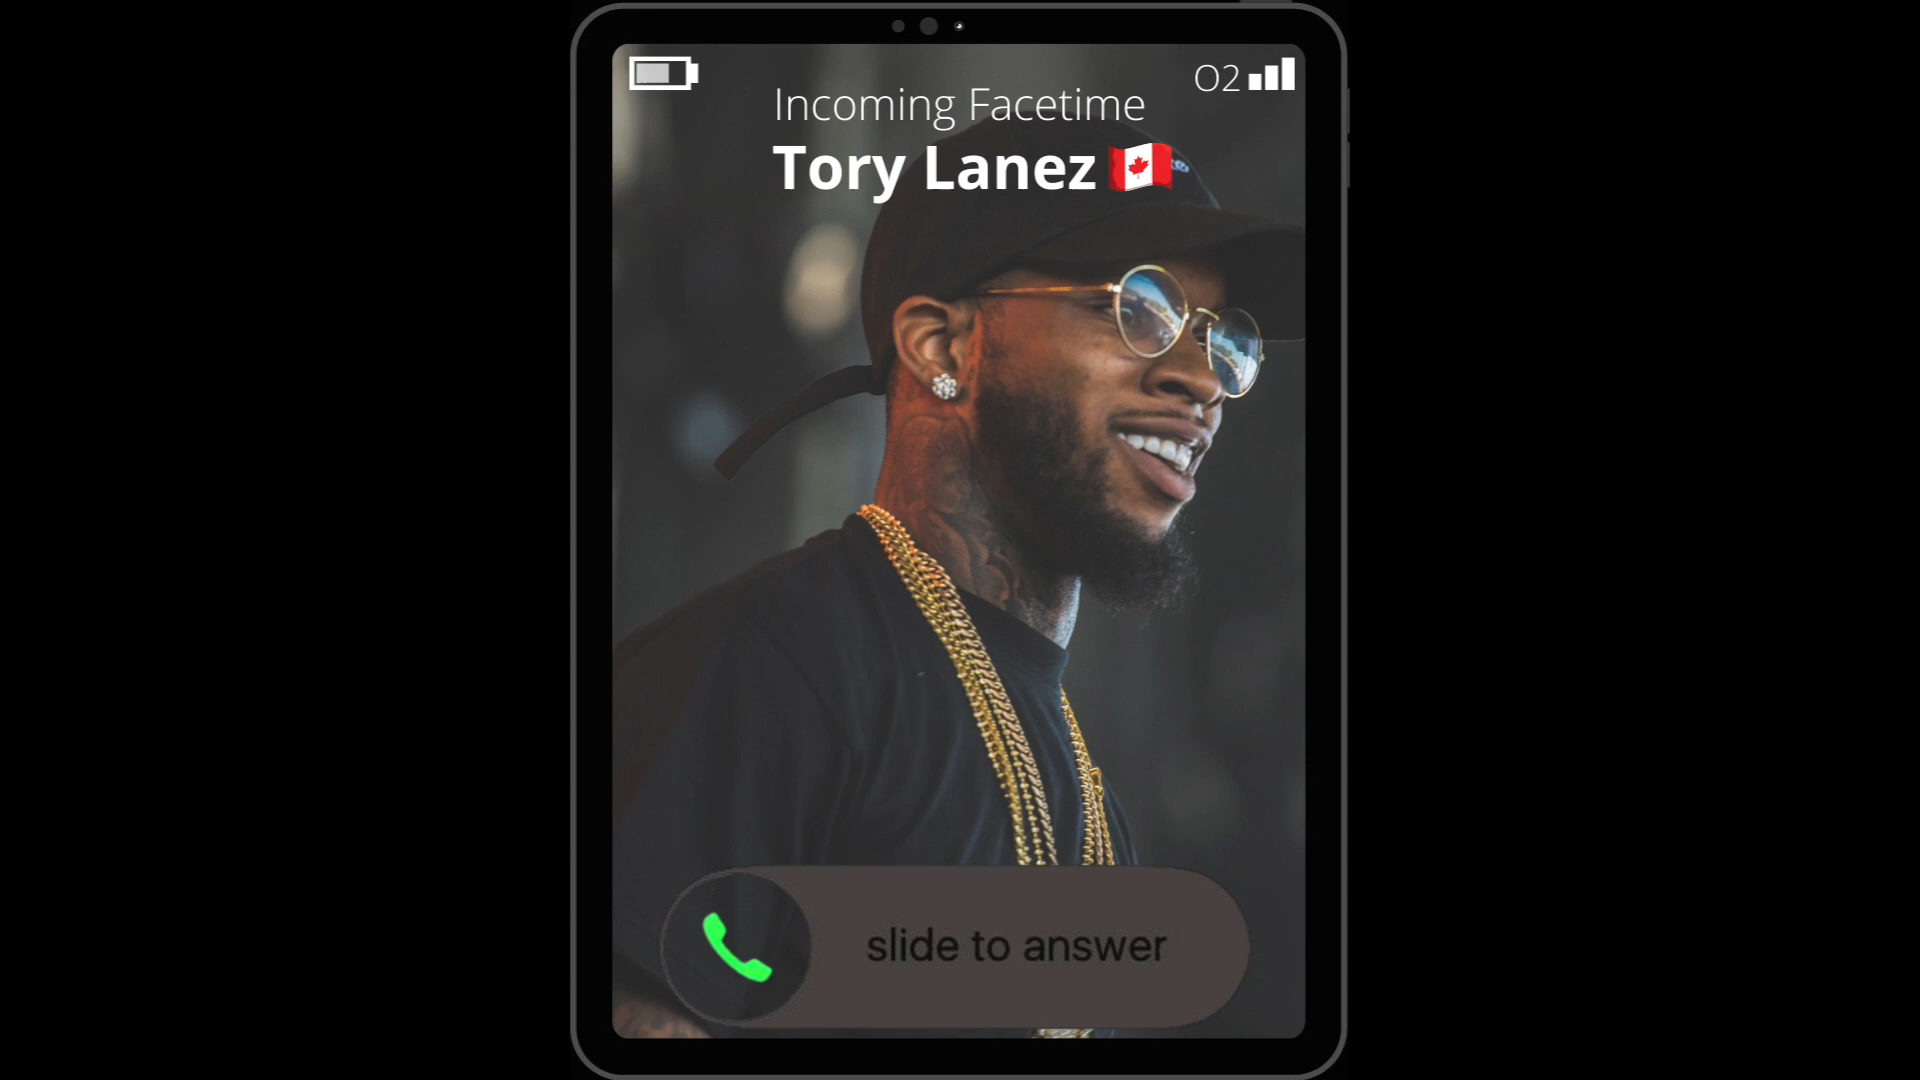 O2
Incoming Facetime
Tory Lanez 🇨🇦
slide to answer